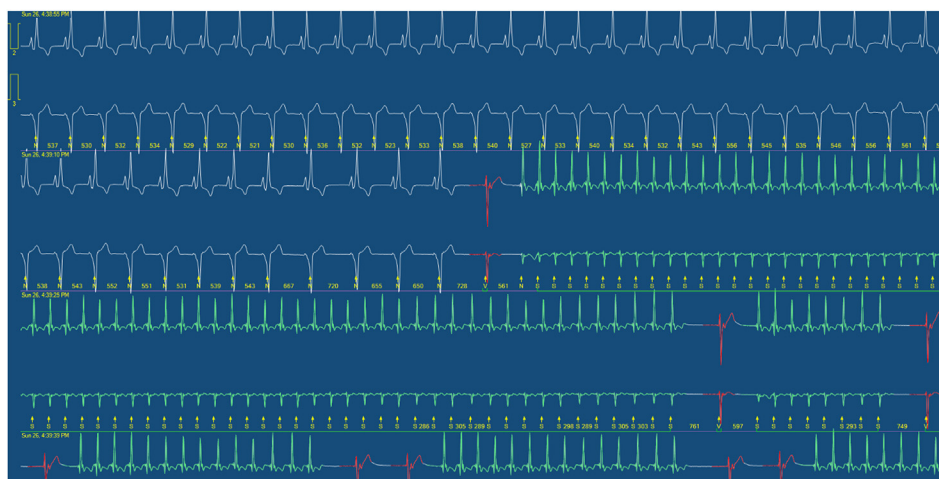 Sun 26, 4:38:55 PM
2
3
N 537 N 530 N 532 N 534 N 529 N 522 N 521 N 530 N 536 N 532 N 523 N 533 N 538 N 540 N 527 N 533 N 540 N 534 N 532 N 543 N 556 N 545 N 535 N 546 N 556 N 561 N 5
Sun 26, 4:39:10 PM
N 538 N 543 N 552 N 551 N 531 N 539 N 543 N 667 N 720 N 655 N 650 N 728 V 561 N S S S S S S S S S S S S S S S S S S S S S S S S S
Sun 26, 4:39:25 PM
S S S S S S S S S S S S S S S S S S S S S S S S S 286 S 305 S 289 S S S S S 296 S 289 S S 305 S 303 S S 761 V 597 S S S S S S 293 S S 749 V
Sun 26, 4:39:39 PM